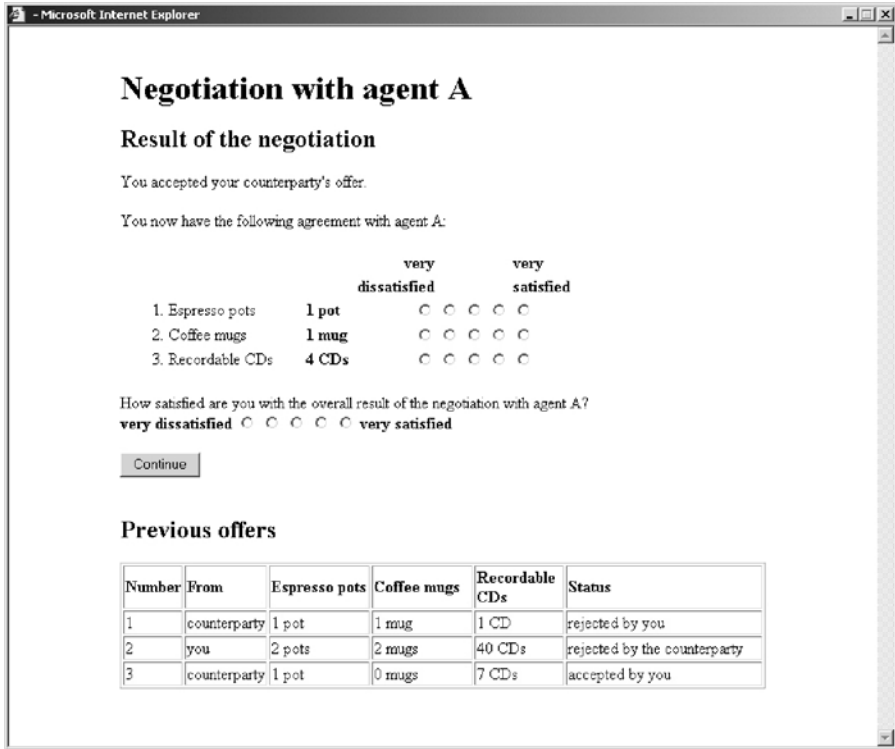 - Microsoft Internet Explorer
Negotiation with agent A
Result of the negotiation
You accepted your counterparty's offer.
You now have the following agreement with agent A:
very very
dissatisfied satisfied
1. Espresso pots 1 pot
2. Coffee mugs 1 mug
3. Recordable CDs 4 CDs
How satisfied are you with the overall result of the negotiation with agent A?
very dissatisfied very satisfied
Continue
Previous offers
Number From Espresso pots Coffee mugs Recordable CDs Status
1 counterparty 1 pot 1 mug 1 CD rejected by you
2 you 2 pots 2 mugs 40 CDs rejected by the counterparty
3 counterparty 1 pot 0 mugs 7 CDs accepted by you